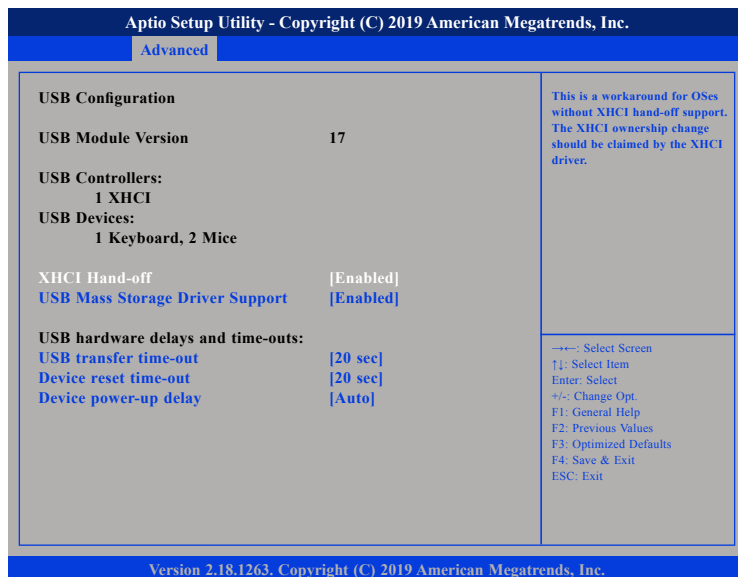 Aptio Setup Utility - Copyright (C) 2019 American Megatrends, Inc.
Advanced
USB Configuration
USB Module Version 17
USB Controllers:
1 XHCI
USB Devices:
1 Keyboard, 2 Mice
XHCI Hand-off [Enabled]
USB Mass Storage Driver Support [Enabled]
USB hardware delays and time-outs:
USB transfer time-out [20 sec]
Device reset time-out [20 sec]
Device power-up delay [Auto]
This is a workaround for OSes
without XHCI hand-off support.
The XHCI ownership change
should be claimed by the XHCI
driver.
→←: Select Screen
↑↓: Select Item
Enter: Select
+/-: Change Opt.
F1: General Help
F2: Previous Values
F3: Optimized Defaults
F4: Save & Exit
ESC: Exit
Version 2.18.1263. Copyright (C) 2019 American Megatrends, Inc.